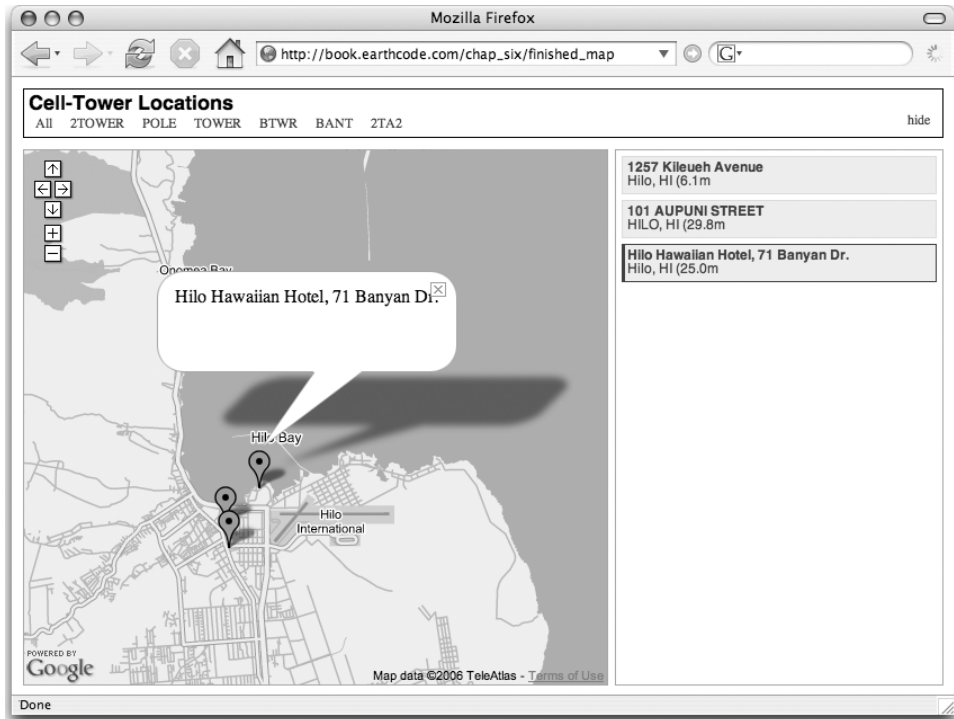 Mozilla Firefox
http://book.earthcode.com/chap_six/finished_map
G
Cell-Tower Locations
All 2TOWER POLE TOWER BTWR BANT 2TA2
hide
Onomea Bay
Hilo Hawaiian Hotel, 71 Banyan Dr.
Hilo Bay
Hilo
International
POWERED BY
Google
Map data ©2006 TeleAtlas - Terms of Use
1257 Kileueh Avenue
Hilo, HI (6.1m
101 AUPUNI STREET
HILO, HI (29.8m
Hilo Hawaiian Hotel, 71 Banyan Dr.
Hilo, HI (25.0m
Done